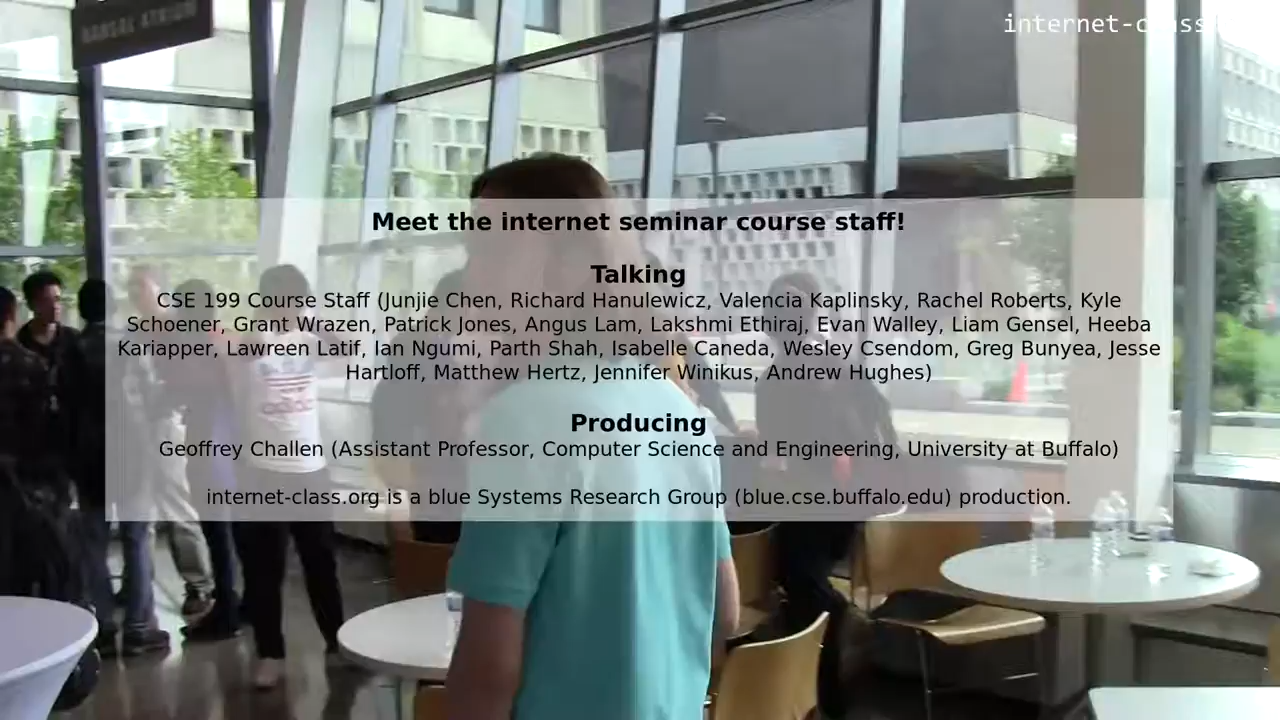 internet-class
Meet the internet seminar course staff!
Talking
CSE 199 Course Staff (Junjie Chen, Richard Hanulewicz, Valencia Kaplinsky, Rachel Roberts, Kyle
Schoener, Grant Wrazen, Patrick Jones, Angus Lam, Lakshmi Ethiraj, Evan Walley, Liam Gensel, Heeba
Kariapper, Lawreen Latif, Ian Ngumi, Parth Shah, Isabelle Caneda, Wesley Csendom, Greg Bunyea, Jesse
Hartloff, Matthew Hertz, Jennifer Winikus, Andrew Hughes)
Producing
Geoffrey Challen (Assistant Professor, Computer Science and Engineering, University at Buffalo)
internet-class.org is a blue Systems Research Group (blue.cse.buffalo.edu) production.